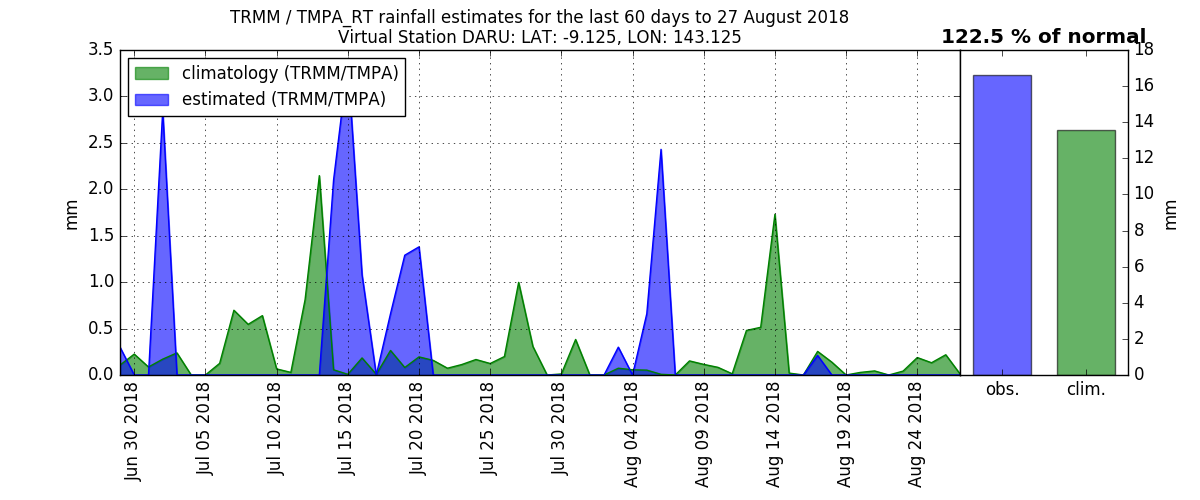 TRMM / TMPA_RT rainfall estimates for the last 60 days to 27 August 2018
Virtual Station DARU: LAT: -9.125, LON: 143.125
122.5 % of normal
climatology (TRMM/TMPA)
estimated (TRMM/TMPA)
3.5
3.0
2.5
2.0
1.5
1.0
0.5
0.0
mm
Jun 30 2018
Jul 05 2018
Jul 10 2018
Jul 15 2018
Jul 20 2018
Jul 25 2018
Jul 30 2018
Aug 04 2018
Aug 09 2018
Aug 14 2018
Aug 19 2018
Aug 24 2018
18
16
14
12
10
8
6
4
2
0
mm
obs.
clim.